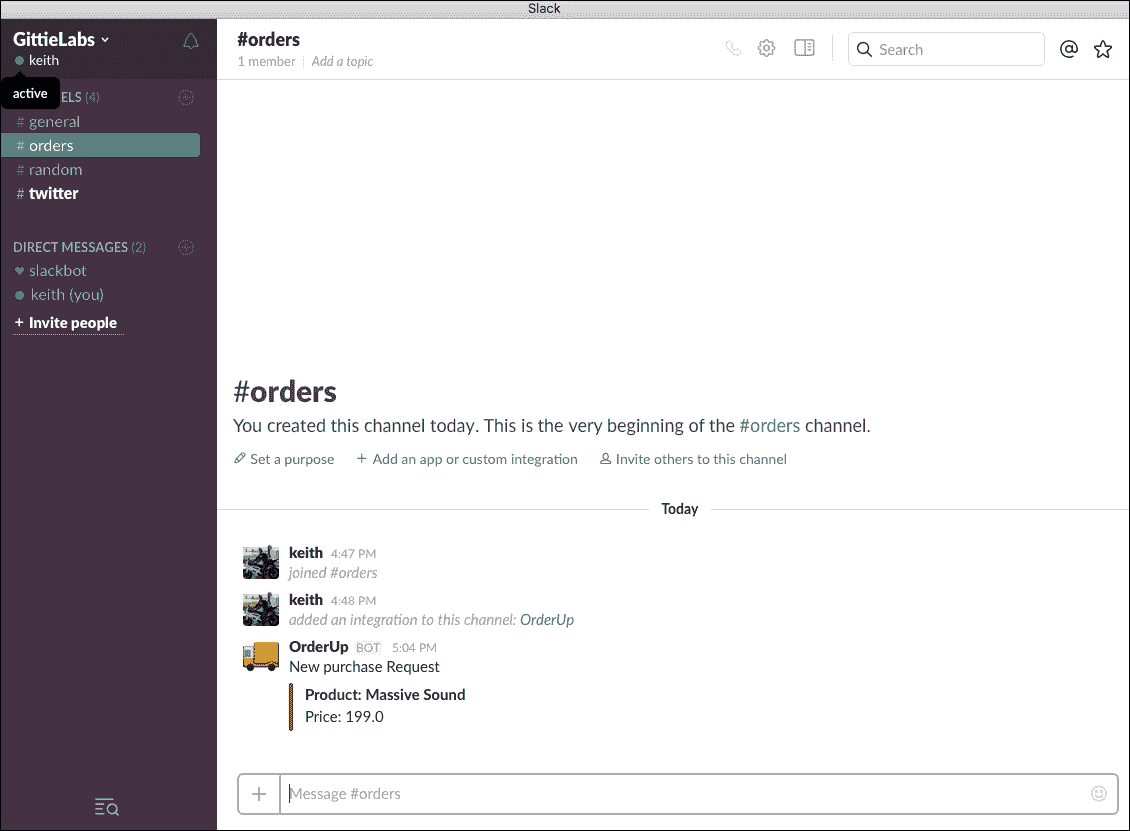 Slack
GittieLabs
keith
active
ELS (4)
# general
# orders
# random
# twitter
DIRECT MESSAGES (2)
slackbot
keith (you)
+ Invite people
#orders
1 member
Add a topic
Search
#orders
You created this channel today. This is the very beginning of the #orders channel.
Set a purpose + Add an app or custom integration Invite others to this channel
Today
keith 4:47 PM
joined #orders
keith 4:48 PM
added an integration to this channel: OrderUp
OrderUp BOT 5:04 PM
New purchase Request
Product: Massive Sound
Price: 199.0
+ Message #orders